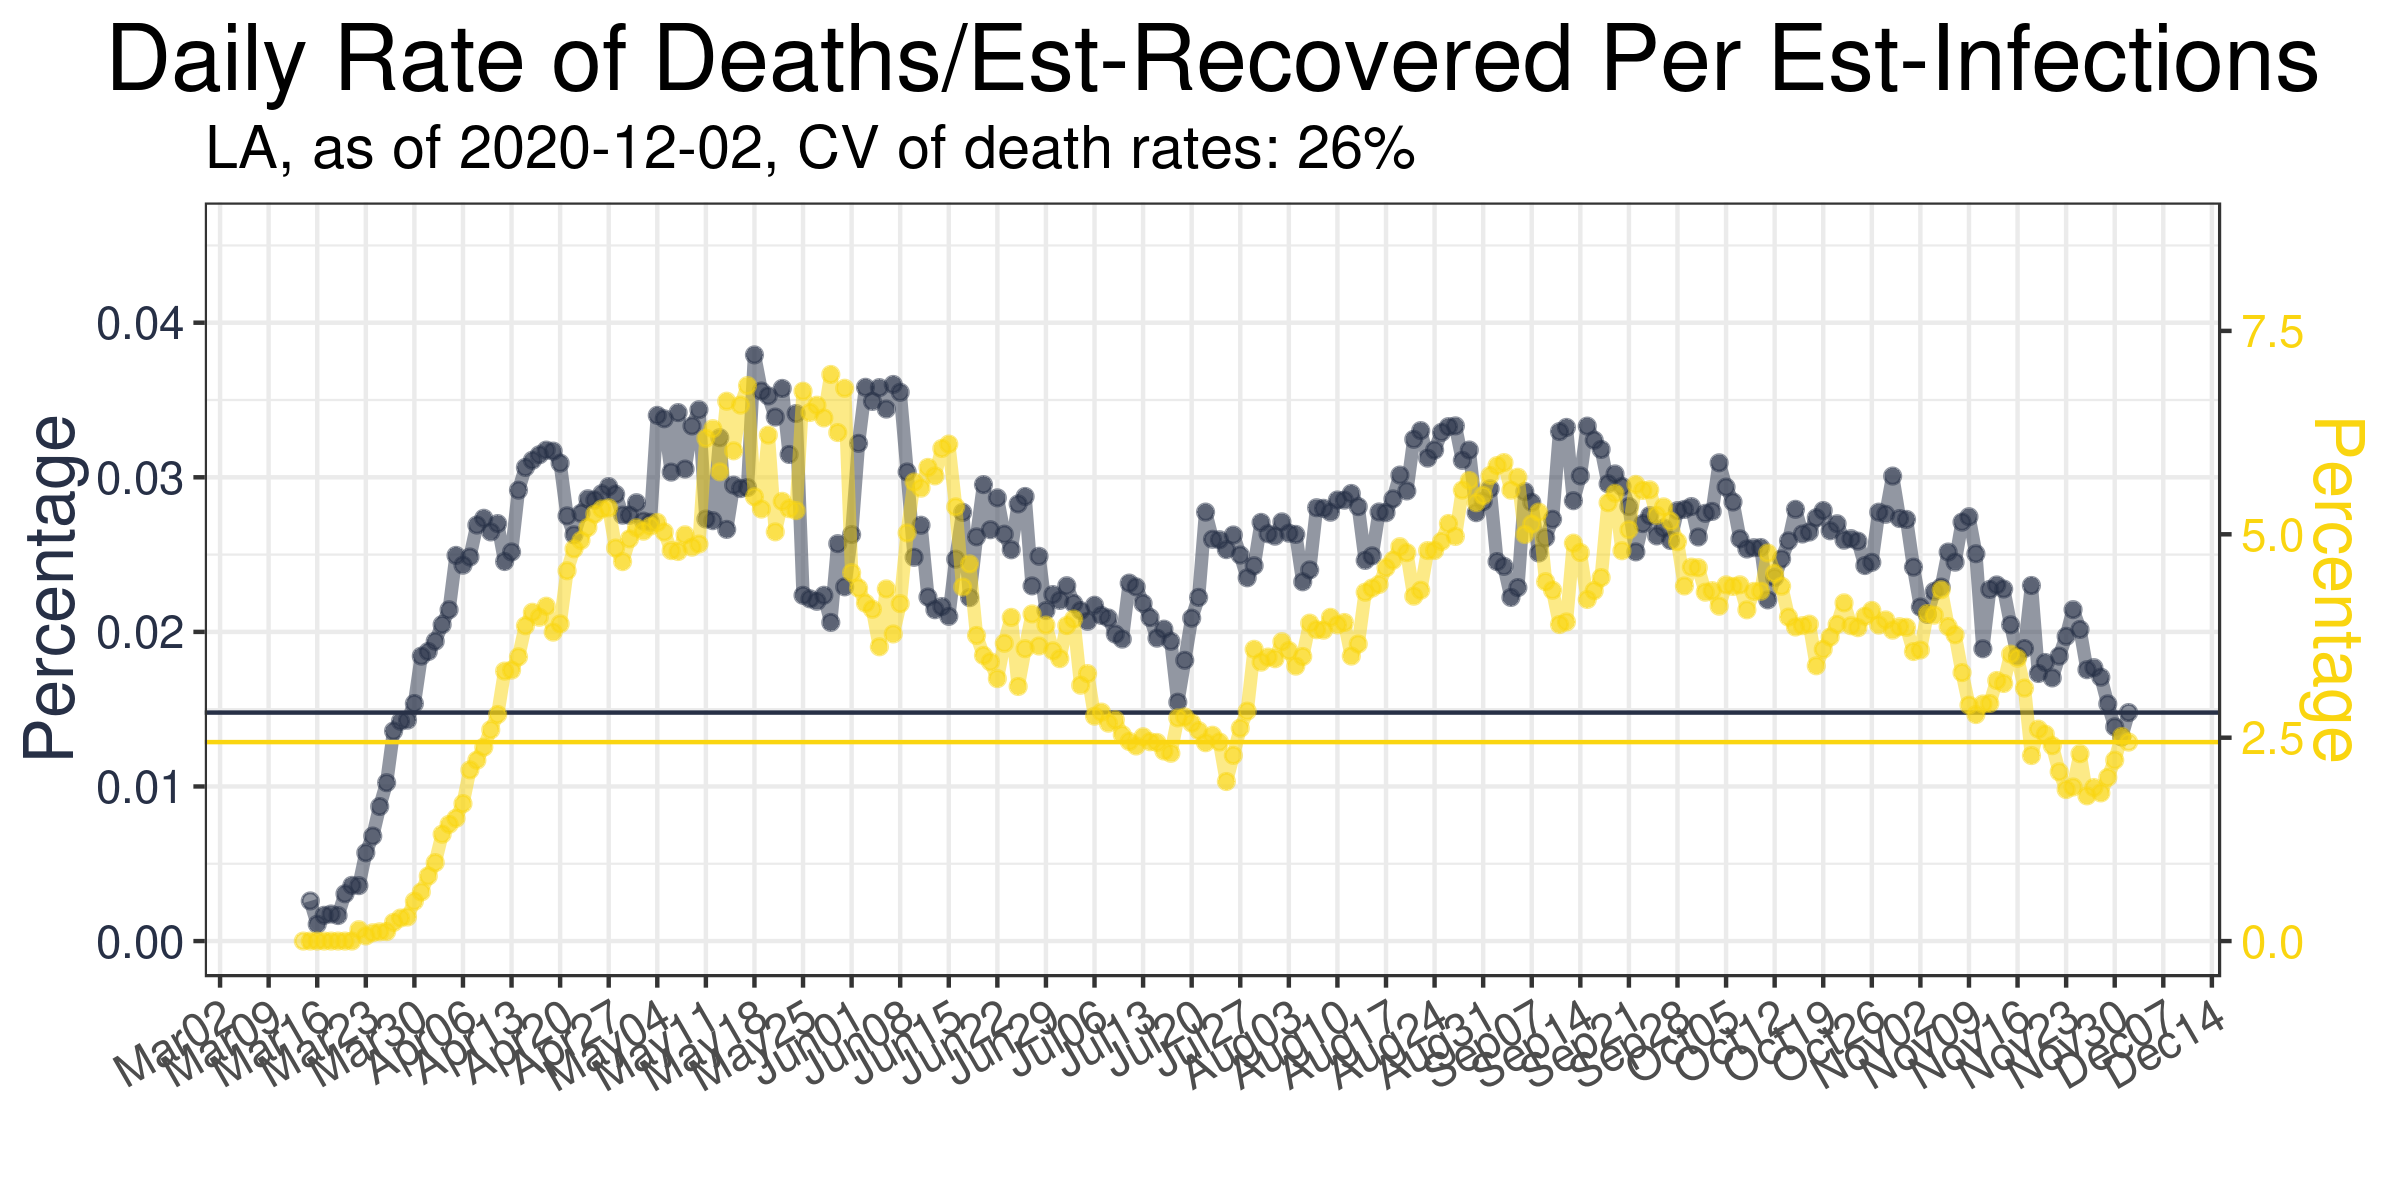 Daily Rate of Deaths/Est-Recovered Per Est-Infections
LA, as of 2020-12-02, CV of death rates: 26%
Percentage
0.04
0.03
0.02
0.01
0.00
7.5
5.0
2.5
0.0
Percentage
Mar02
Mar09
Mar16
Mar23
Mar30
Apr06
Apr13
Apr20
Apr27
May04
May11
May18
May25
Jun01
Jun08
Jun15
Jun22
Jun29
Jul06
Jul13
Jul20
Jul27
Aug03
Aug10
Aug17
Aug24
Aug31
Sep07
Sep14
Sep21
Sep28
Oct05
Oct12
Oct19
Oct26
Nov02
Nov09
Nov16
Nov23
Nov30
Dec07
Dec14